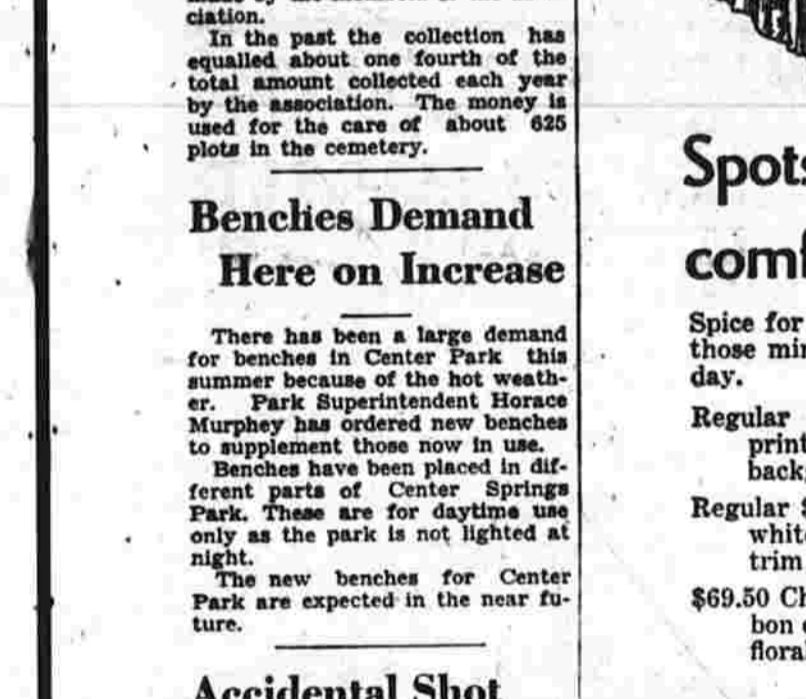 ciation.
In the past the collection has
equalled about one fourth of the
total amount collected each year
by the association. The money is
used for the care of about 625
plots in the cemetery.
Benches Demand
Here on Increase
There has been a large demand
for benches in Center Park this
summer because of the hot weath-
er. Park Superintendent Horace
Murphey has ordered new benches
to supplement those now in use.
Benches have been placed in dif-
ferent parts of Center Springs
Park. These are for daytime use
only as the park is not lighted at
night.
The new benches for Center
Park are expected in the near fu-
ture.
Accidental Shot
Spots
comf
Spice for
those min
day.
Regular
print
back
Regular $
white
trim
$69.50 Ch
bon
floral